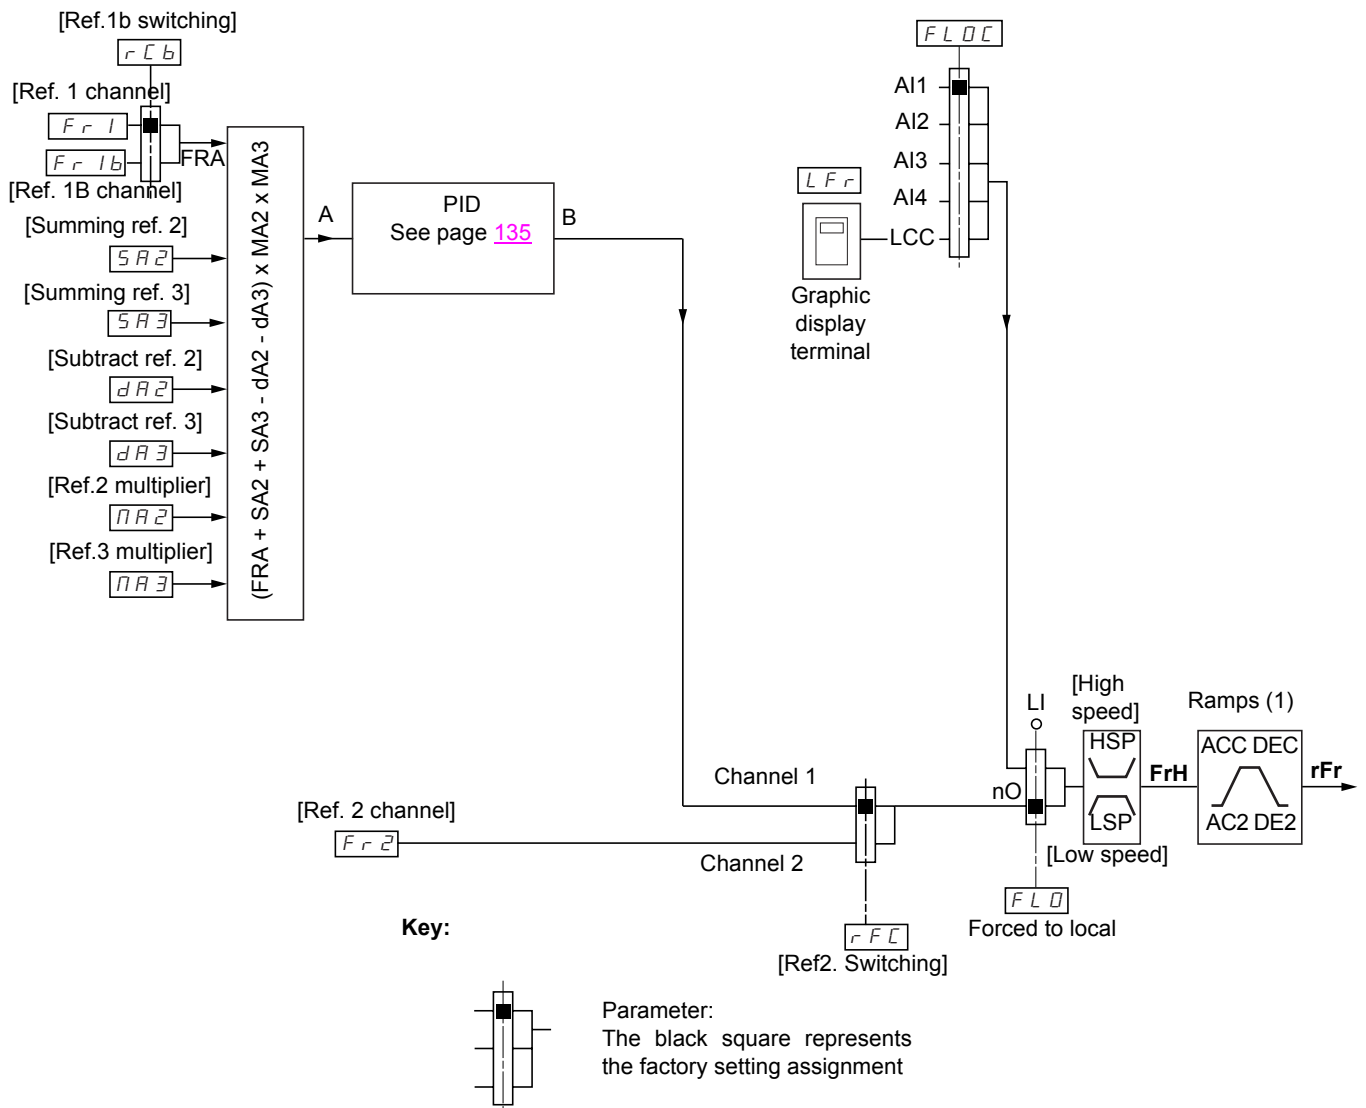 [Ref.1b switching]
rCb
[Ref. 1 channel]
Fr1
Fr1b
FRA
[Ref. 1B channel]
[Summing ref. 2]
SA2
[Summing ref. 3]
SA3
[Subtract ref. 2]
dA2
[Subtract ref. 3]
dA3
[Ref.2 multiplier]
MA2
[Ref.3 multiplier]
MA3
(FRA + SA2 + SA3 - dA2 - dA3) x MA2 x MA3
A
PID
See page 135
B
FLOC
AI1
AI2
AI3
AI4
LCC
LFr
Graphic
display
terminal
[Ref. 2 channel]
Fr2
Channel 1
Channel 2
rFC
[Ref2. Switching]
LI
nO
FLO
Forced to local
[High
speed]
HSP
LSP
[Low speed]
FrH
Ramps (1)
ACC DEC
AC2 DE2
rFr
Key:
Parameter:
The black square represents
the factory setting assignment